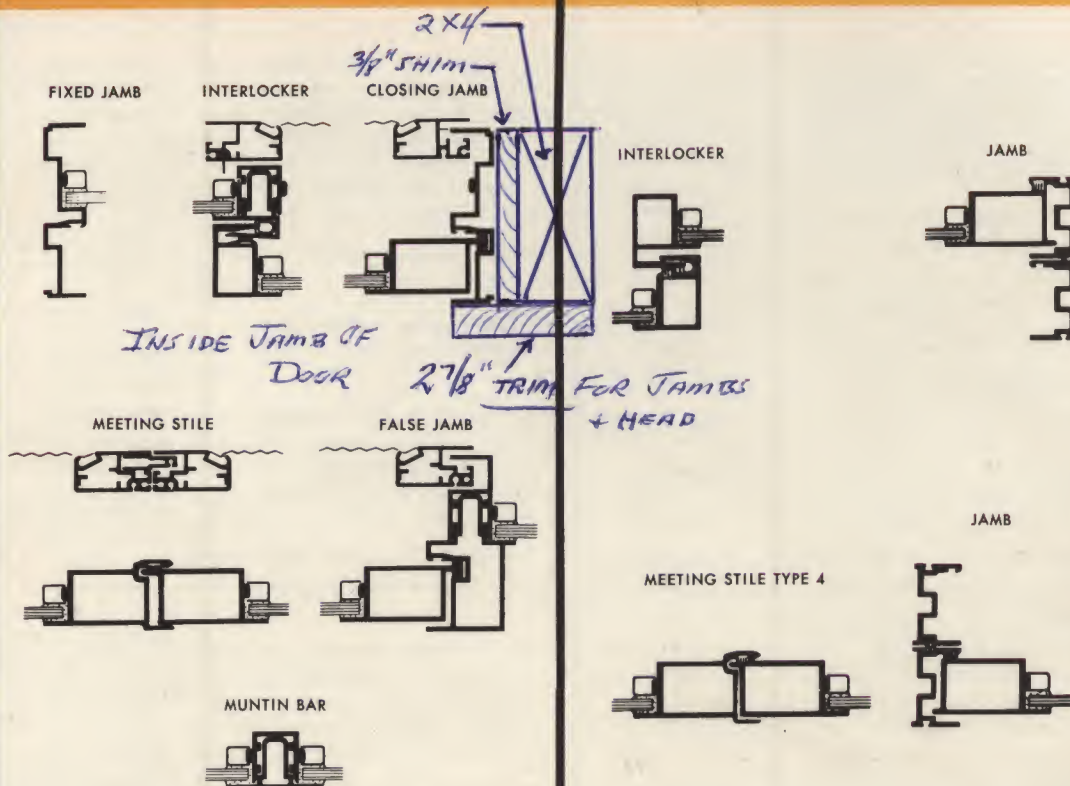 2X4
3/8" SHIM
FIXED JAMB
INTERLOCKER
CLOSING JAMB
INTERLOCKER
JAMB
INSIDE JAMB OF
DOOR
2 7/8" TRIM FOR JAMBS
+ HEAD
MEETING STILE
FALSE JAMB
JAMB
MEETING STILE TYPE 4
MUNTIN BAR